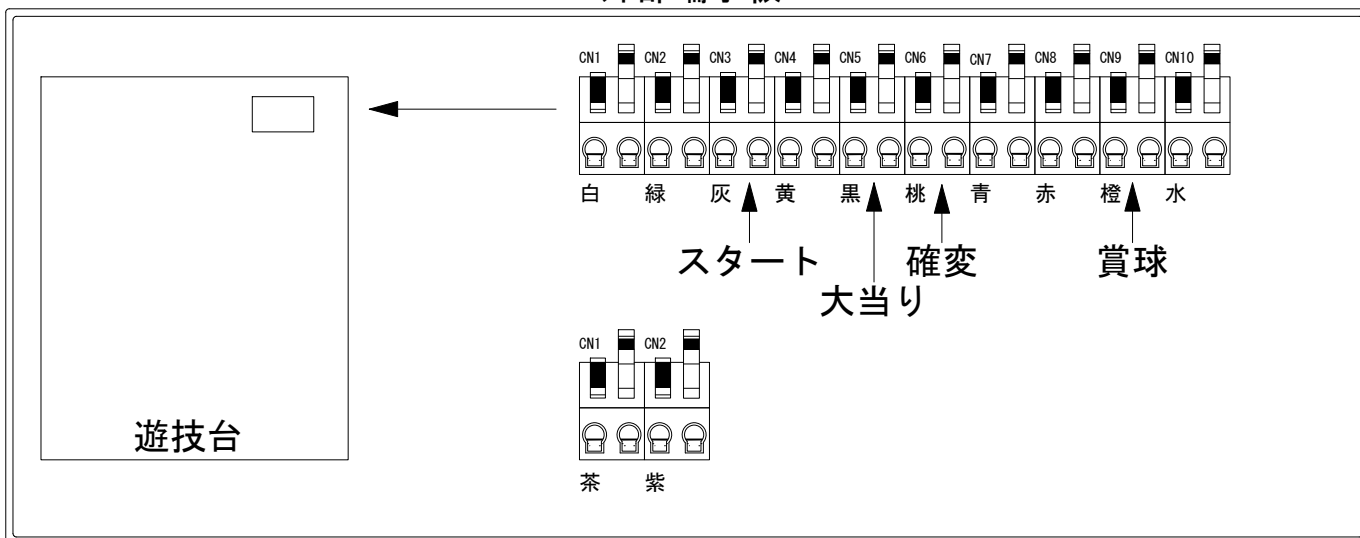 CN1 CN2 CN3 CN4 CN5 CN6 CN7 CN8 CN9 CN10
白 緑 灰 黄 黒 桃 青 赤 橙 水
スタート 確変 賞球
大当り
CN1 CN2
遊技台
茶 紫